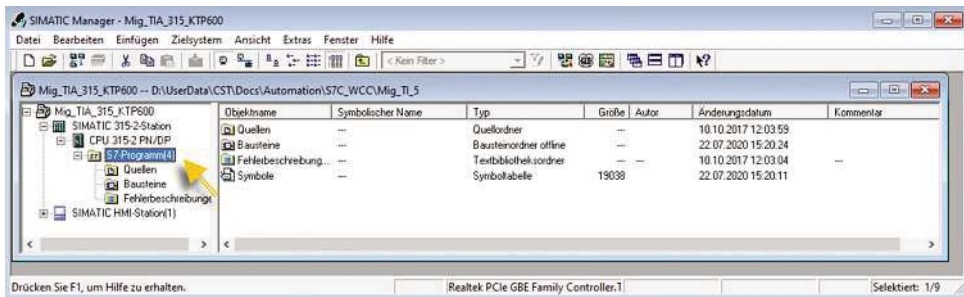 SIMATIC Manager - Mig_TIA_315_KTP600
Datei Bearbeiten Einfügen Zielsystem Ansicht Extras Fenster Hilfe
< Kein Filter >
Mig_TIA_315_KTP600 -- D:\UserData\CST\Docs\Automation\S7C_WCC\Mig_TI_5
Mig_TIA_315_KTP600
SIMATIC 315-2-Station
CPU 315-2 PN/DP
S7-Programm(4)
Quellen
Bausteine
Fehlerbeschreibunge
SIMATIC HMI-Station(1)
Objektname Symbolischer Name Typ Größe Autor Änderungsdatum Kommentar
Quellen --- Quellordner --- 10.10.2017 12:03:59
Bausteine --- Bausteinordner offline --- 22.07.2020 15:20:24
Fehlerbeschreibung... --- Textbibliotheksordner --- --- 10.10.2017 12:03:04 ---
Symbole --- Symboltabelle 19038 22.07.2020 15:20:11
Drücken Sie F1, um Hilfe zu erhalten. Realtek PCIe GBE Family Controller.T Selektiert: 1/9